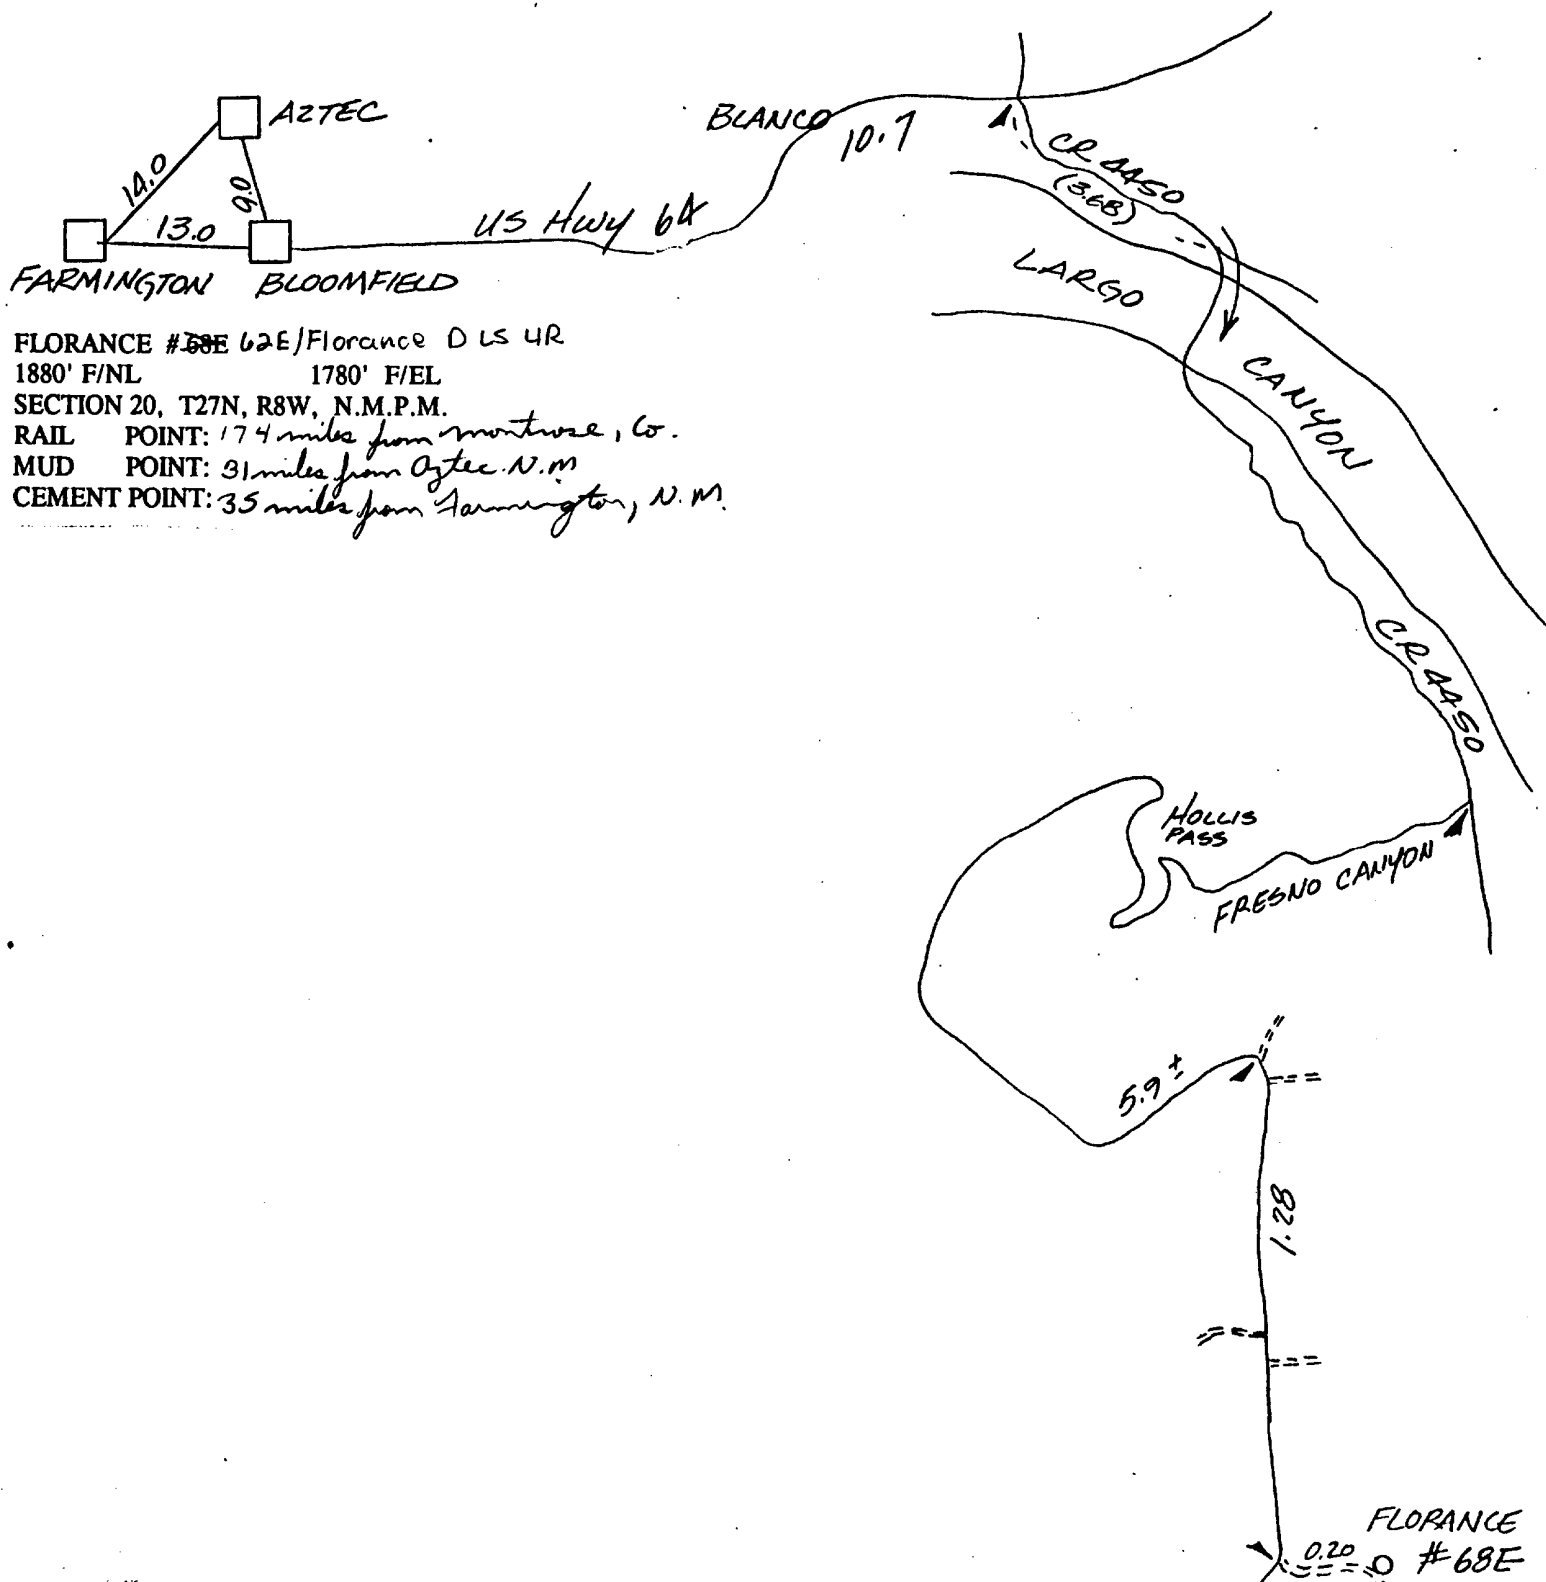 AZTEC
BLANCO
10.7
14.0
9.0
CR 4450
(3.68)
13.0
US HWY 64
FARMINGTON
BLOOMFIELD
LARGO
CANYON
FLORANCE #68E 62E/Florance D LS 4R
1880' F/NL 1780' F/EL
SECTION 20, T27N, R8W, N.M.P.M.
RAIL POINT: 174 miles from montrose, Co.
MUD POINT: 31 miles from Aztec N.M
CEMENT POINT: 35 miles from Farmington, N.M.
CR 4450
HOLLIS
PASS
FRESNO CANYON
5.9 ±
1.28
FLORANCE
0.20
#68E